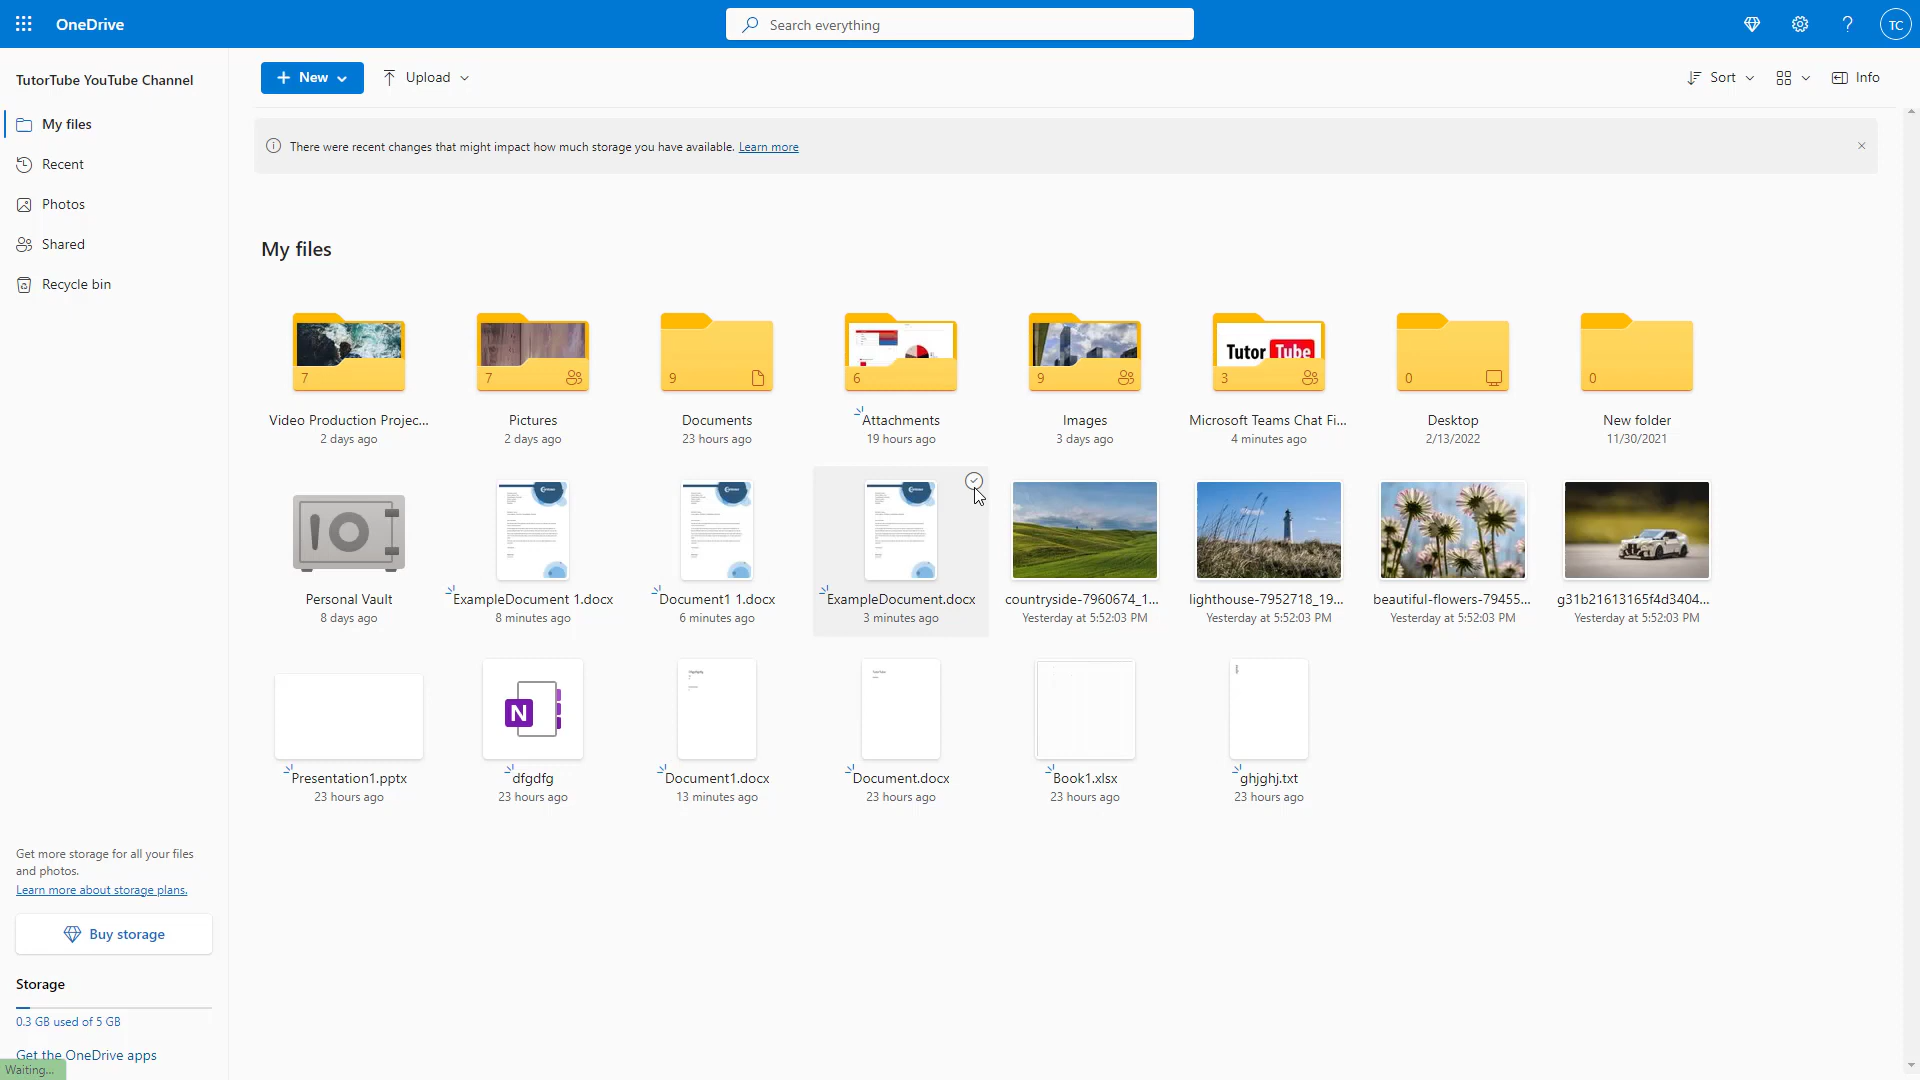 OneDrive
Search everything
TC
TutorTube YouTube Channel
New
Upload
Sort
Info
My files
Recent
Photos
Shared
Recycle bin
There were recent changes that might impact how much storage you have available. Learn more
My files
7
7
9
6
9
Tutor Tube
3
0
0
Video Production Projec...
Pictures
Documents
Attachments
Images
Microsoft Teams Chat Fi...
Desktop
New folder
2 days ago
2 days ago
23 hours ago
19 hours ago
3 days ago
4 minutes ago
2/13/2022
11/30/2021
Personal Vault
ExampleDocument 1.docx
Document1 1.docx
ExampleDocument.docx
countryside-7960674_1...
lighthouse-7952718_19...
beautiful-flowers-79455...
g31b21613165f4d3404...
8 days ago
8 minutes ago
6 minutes ago
3 minutes ago
Yesterday at 5:52:03 PM
Yesterday at 5:52:03 PM
Yesterday at 5:52:03 PM
Yesterday at 5:52:03 PM
N
Presentation1.pptx
dfgdfg
Document1.docx
Document.docx
Book1.xlsx
ghjghj.txt
23 hours ago
23 hours ago
13 minutes ago
23 hours ago
23 hours ago
23 hours ago
Get more storage for all your files
and photos.
Learn more about storage plans.
Buy storage
Storage
0.3 GB used of 5 GB
Get the OneDrive apps
Waiting...